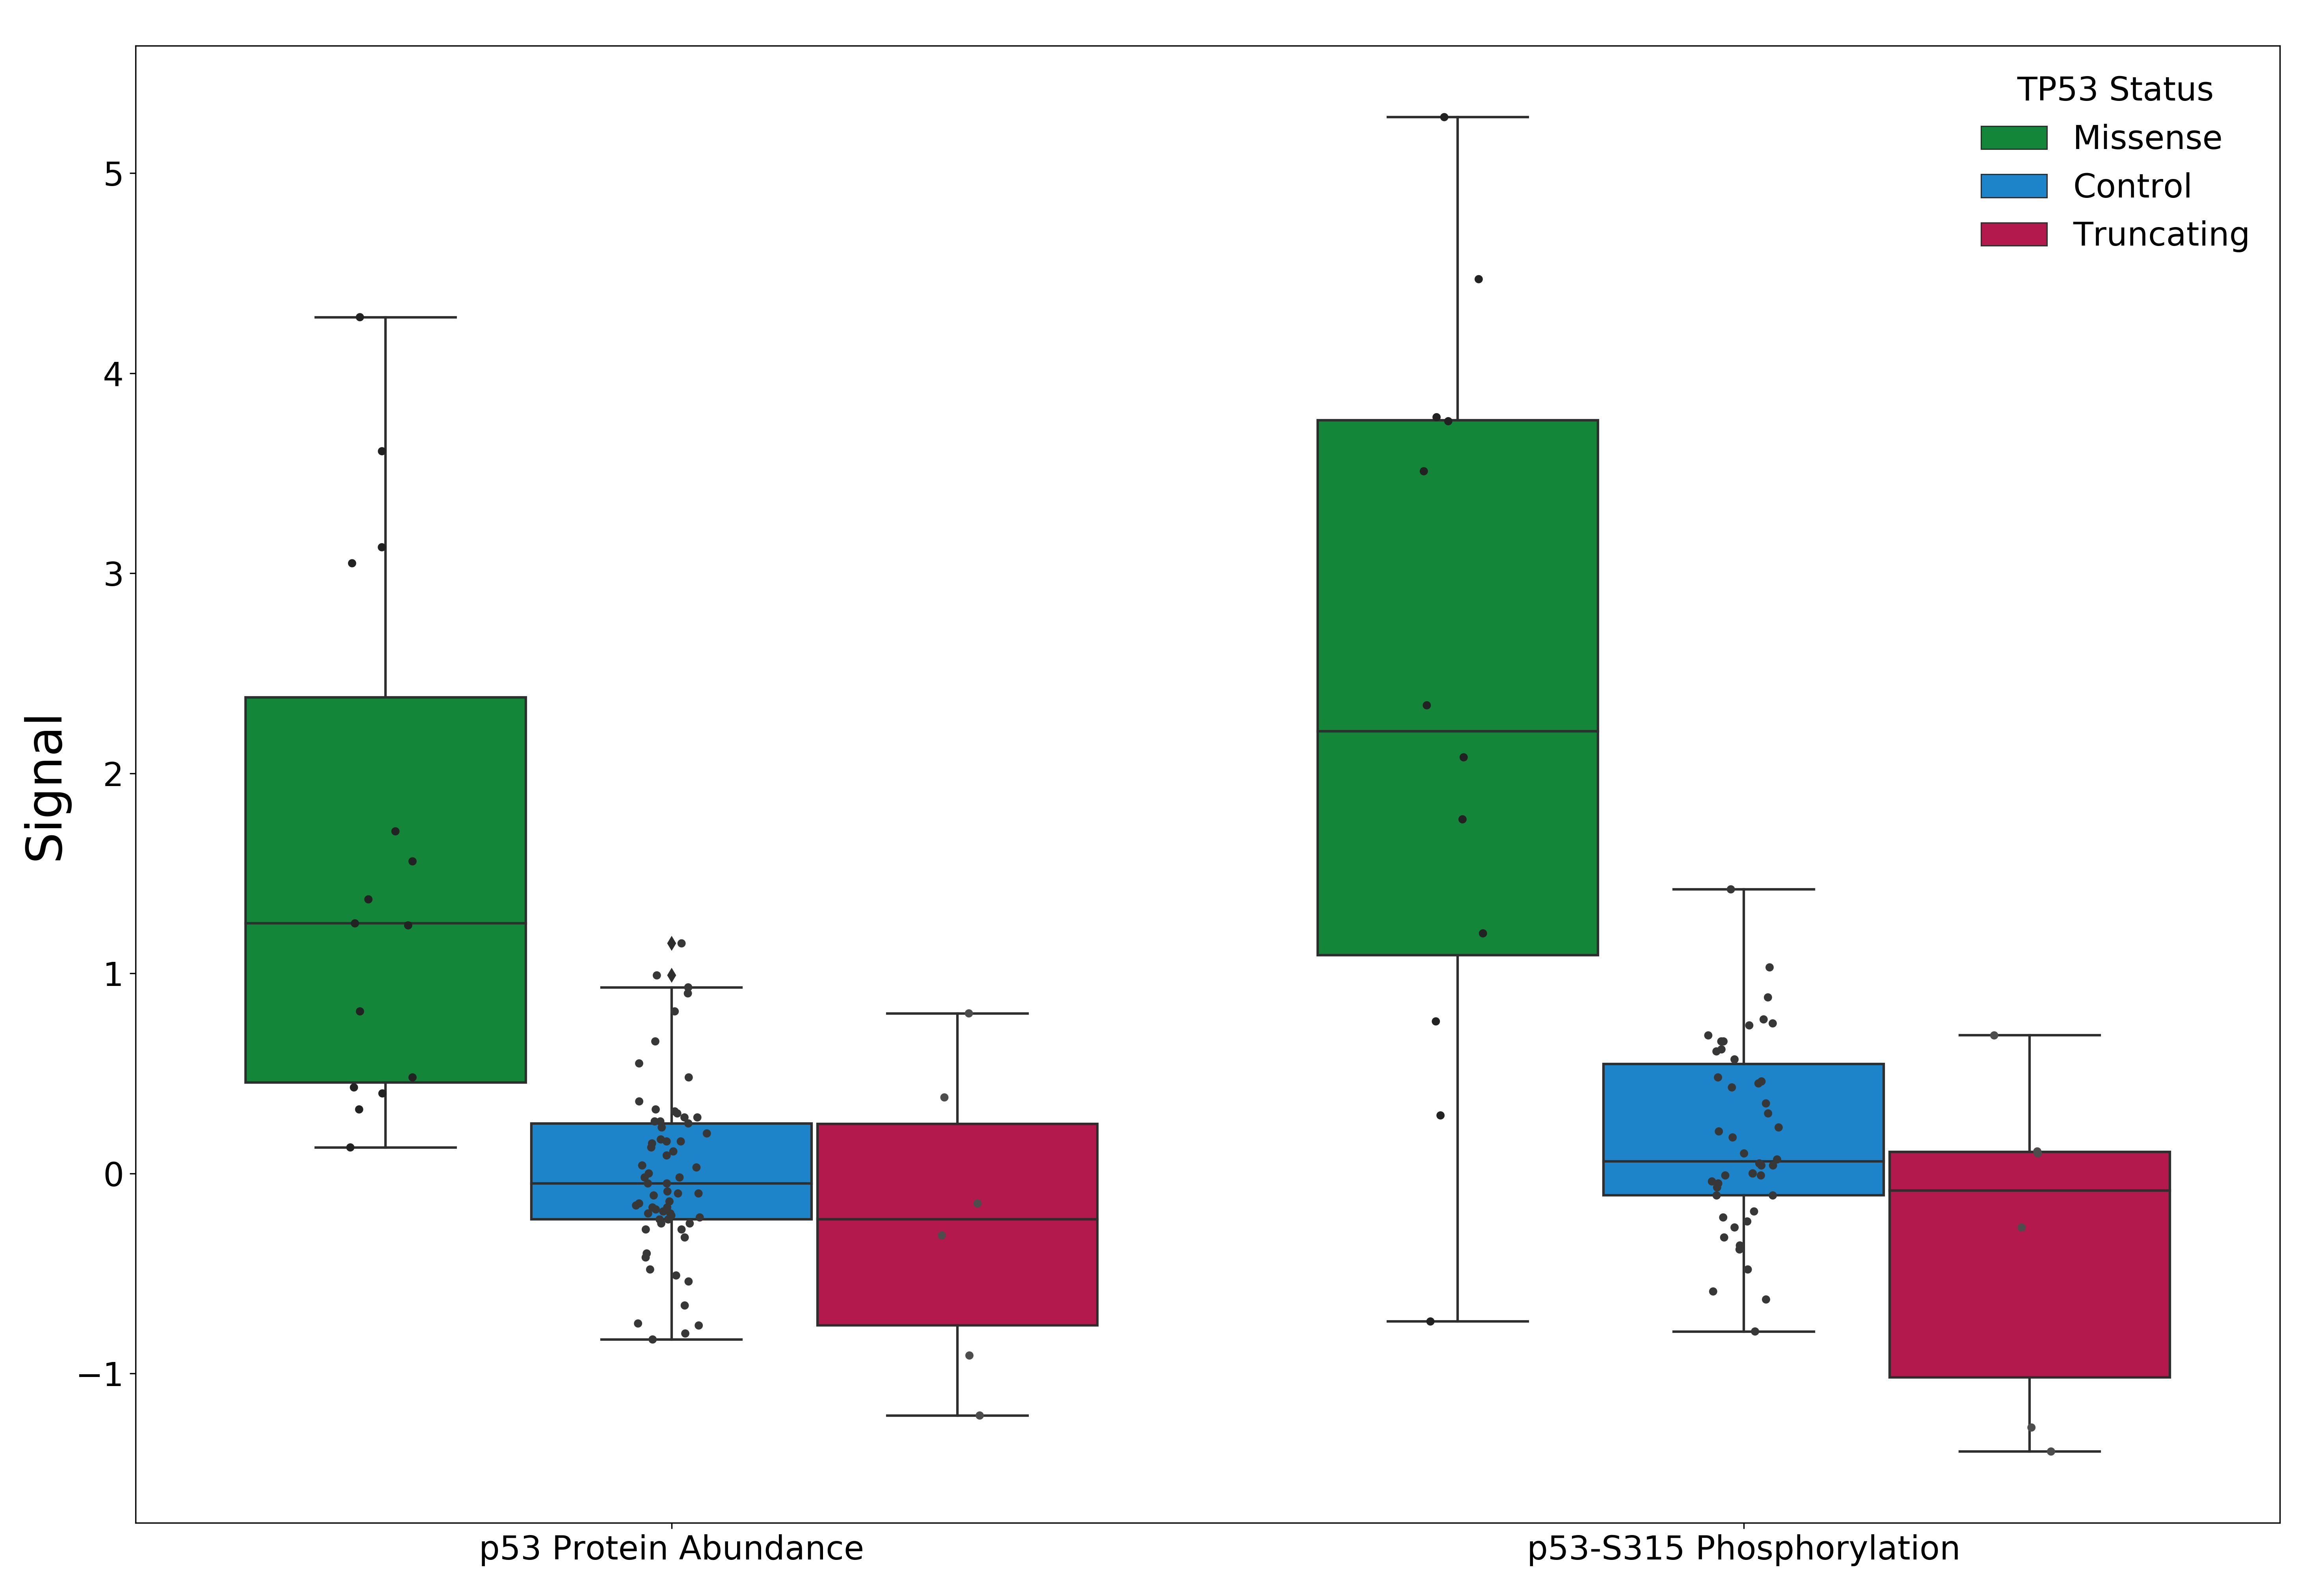 TP53 Status
Missense
Control
Truncating
Signal
5
4
3
2
1
0
−1
p53 Protein Abundance
p53-S315 Phosphorylation